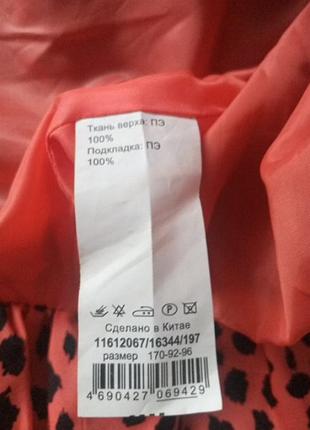 Ткань верха: ПЭ
100%
Подкладка: ПЭ
100%
Сделано в Китае
11612067/16344/197
размер 170-92-96
4 690427 069429